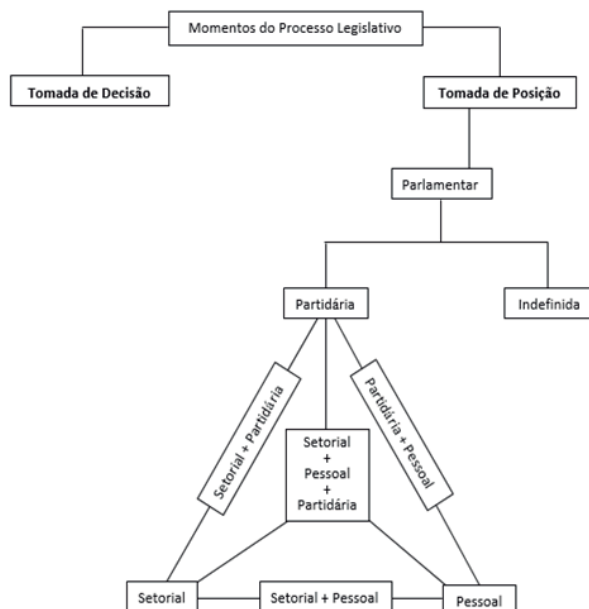 Momentos do Processo Legislativo
Tomada de Decisão
Tomada de Posição
Parlamentar
Partidária
Indefinida
Setorial + Partidária
Partidária + Pessoal
Setorial
+
Pessoal
+
Partidária
Setorial
Setorial + Pessoal
Pessoal